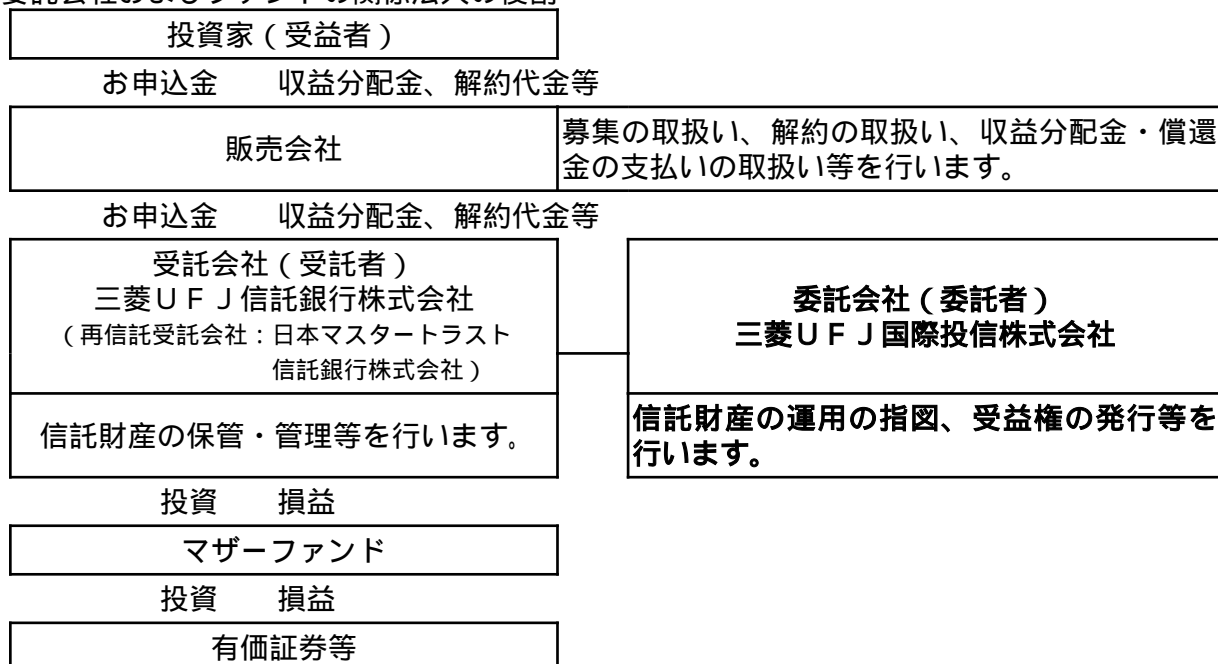 投資家（受益者）
お申込金　　収益分配金、解約代金等
販売会社
募集の取扱い、解約の取扱い、収益分配金・償還
金の支払いの取扱い等を行います。
お申込金　　収益分配金、解約代金等
受託会社（受託者）
三菱ＵＦＪ信託銀行株式会社
（再信託受託会社：日本マスタートラスト
信託銀行株式会社）
委託会社（委託者）
三菱ＵＦＪ国際投信株式会社
信託財産の保管・管理等を行います。
信託財産の運用の指図、受益権の発行等を
行います。
投資　　損益
マザーファンド
投資　　損益
有価証券等